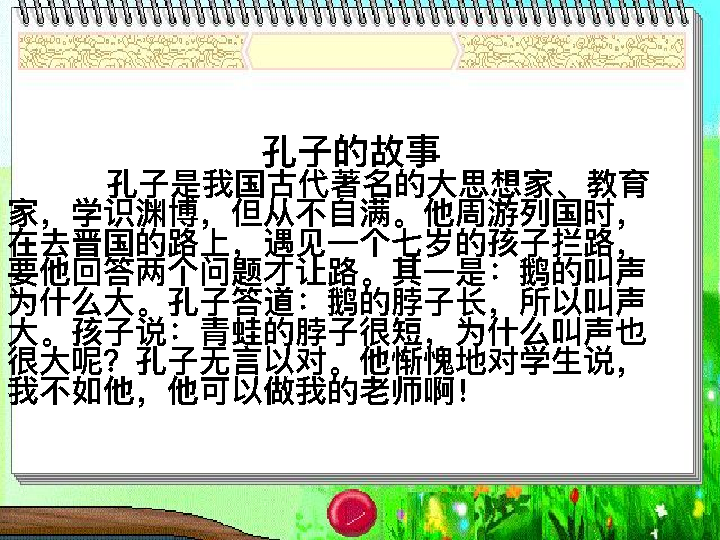 孔子的故事
孔子是我国古代著名的大思想家、教育
家，学识渊博，但从不自满。他周游列国时，
在去晋国的路上，遇见一个七岁的孩子拦路，
要他回答两个问题才让路。其一是：鹅的叫声
为什么大。孔子答道：鹅的脖子长，所以叫声
大。孩子说：青蛙的脖子很短，为什么叫声也
很大呢？孔子无言以对。他惭愧地对学生说，
我不如他，他可以做我的老师啊！